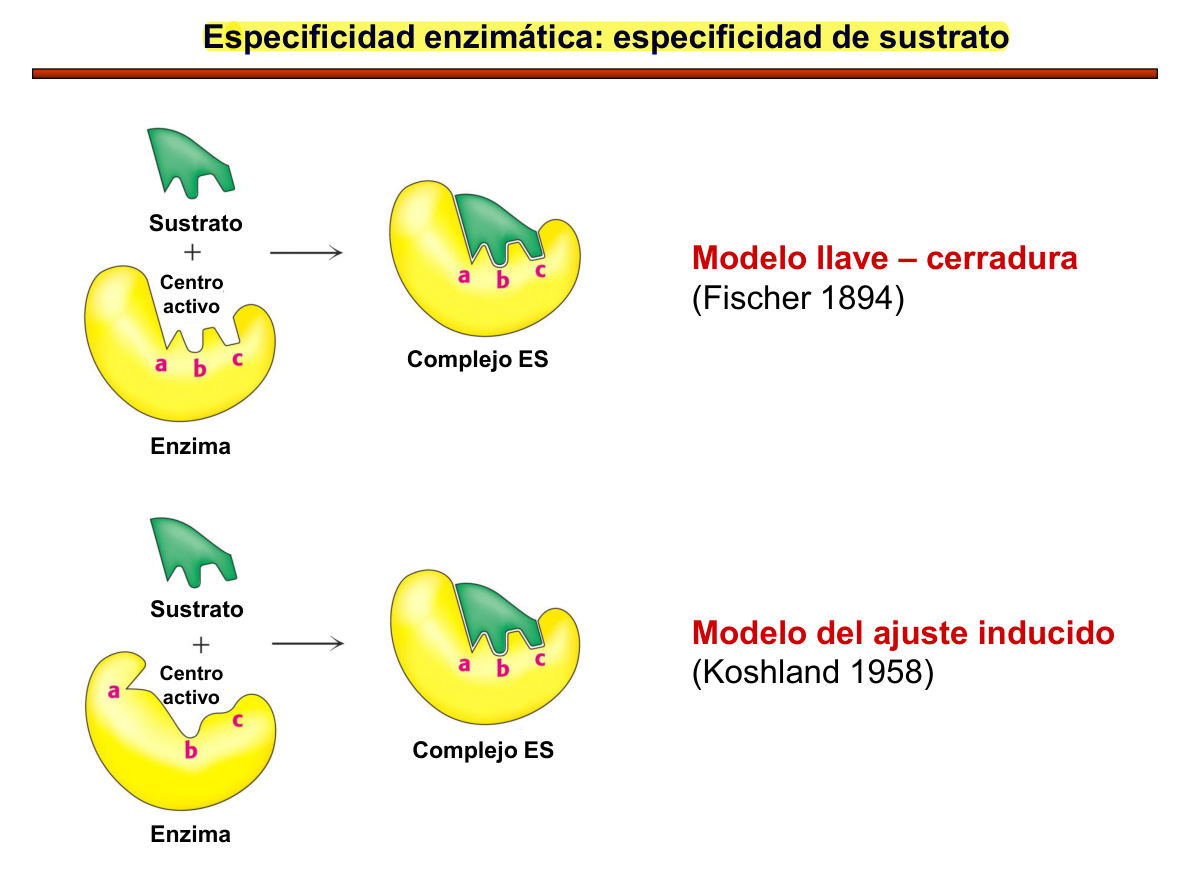 Especificidad enzimática: especificidad de sustrato
Sustrato
+
Centro
activo
a
b
c
Enzima
a
b
c
Complejo ES
Modelo llave – cerradura
(Fischer 1894)
Sustrato
+
Centro
activo
a
b
c
Enzima
a
b
c
Complejo ES
Modelo del ajuste inducido
(Koshland 1958)